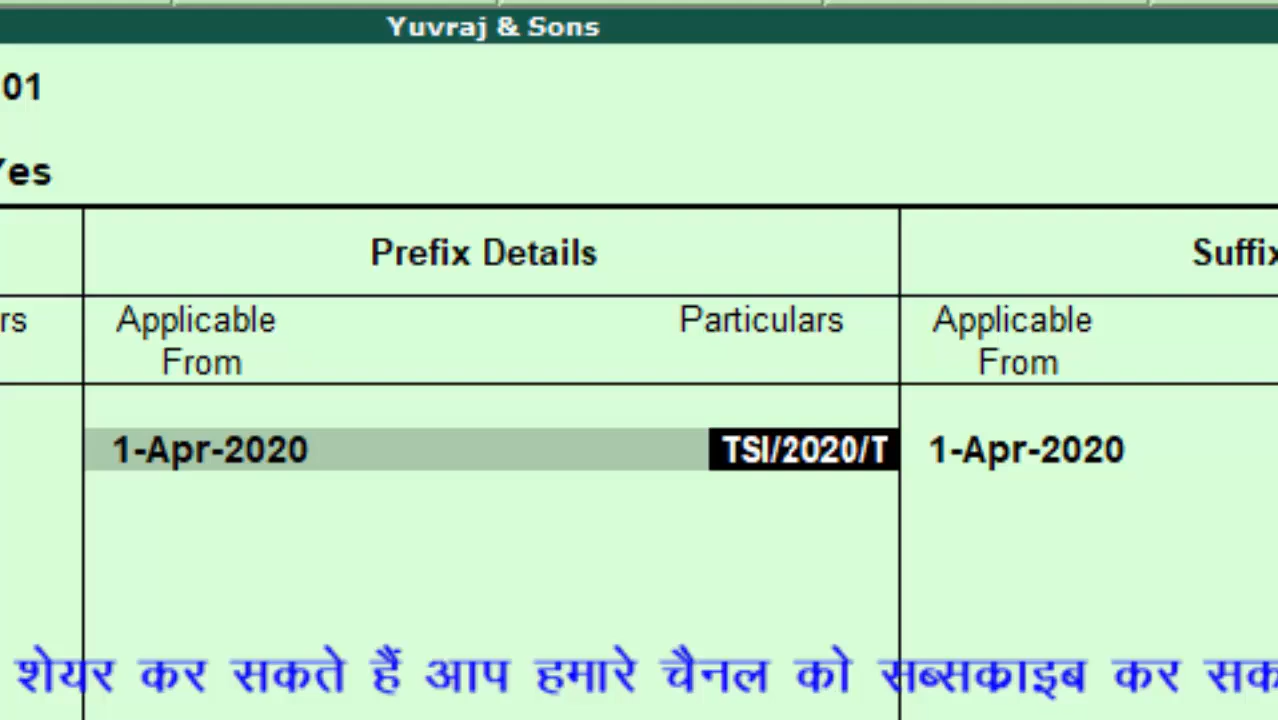 Yuvraj & Sons
01
Yes
Prefix Details
Applicable From
Particulars
Applicable From
1-Apr-2020 TSI/2020/T 1-Apr-2020
शेयर कर सकते हैं आप हमारे चैनल को सब्सक्राइब कर